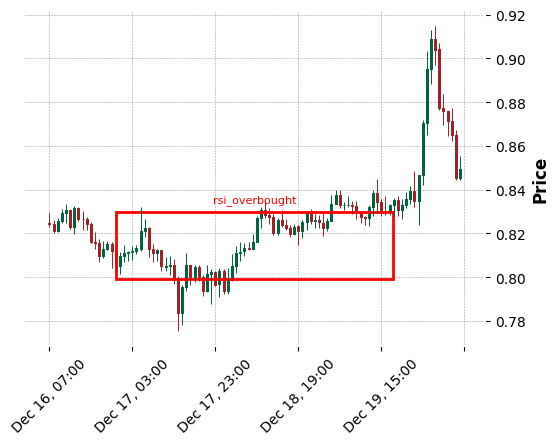 0.92
0.90
0.88
0.86
0.84
0.82
0.80
0.78
Price
rsi_overbought
Dec 16, 07:00
Dec 17, 03:00
Dec 17, 23:00
Dec 18, 19:00
Dec 19, 15:00